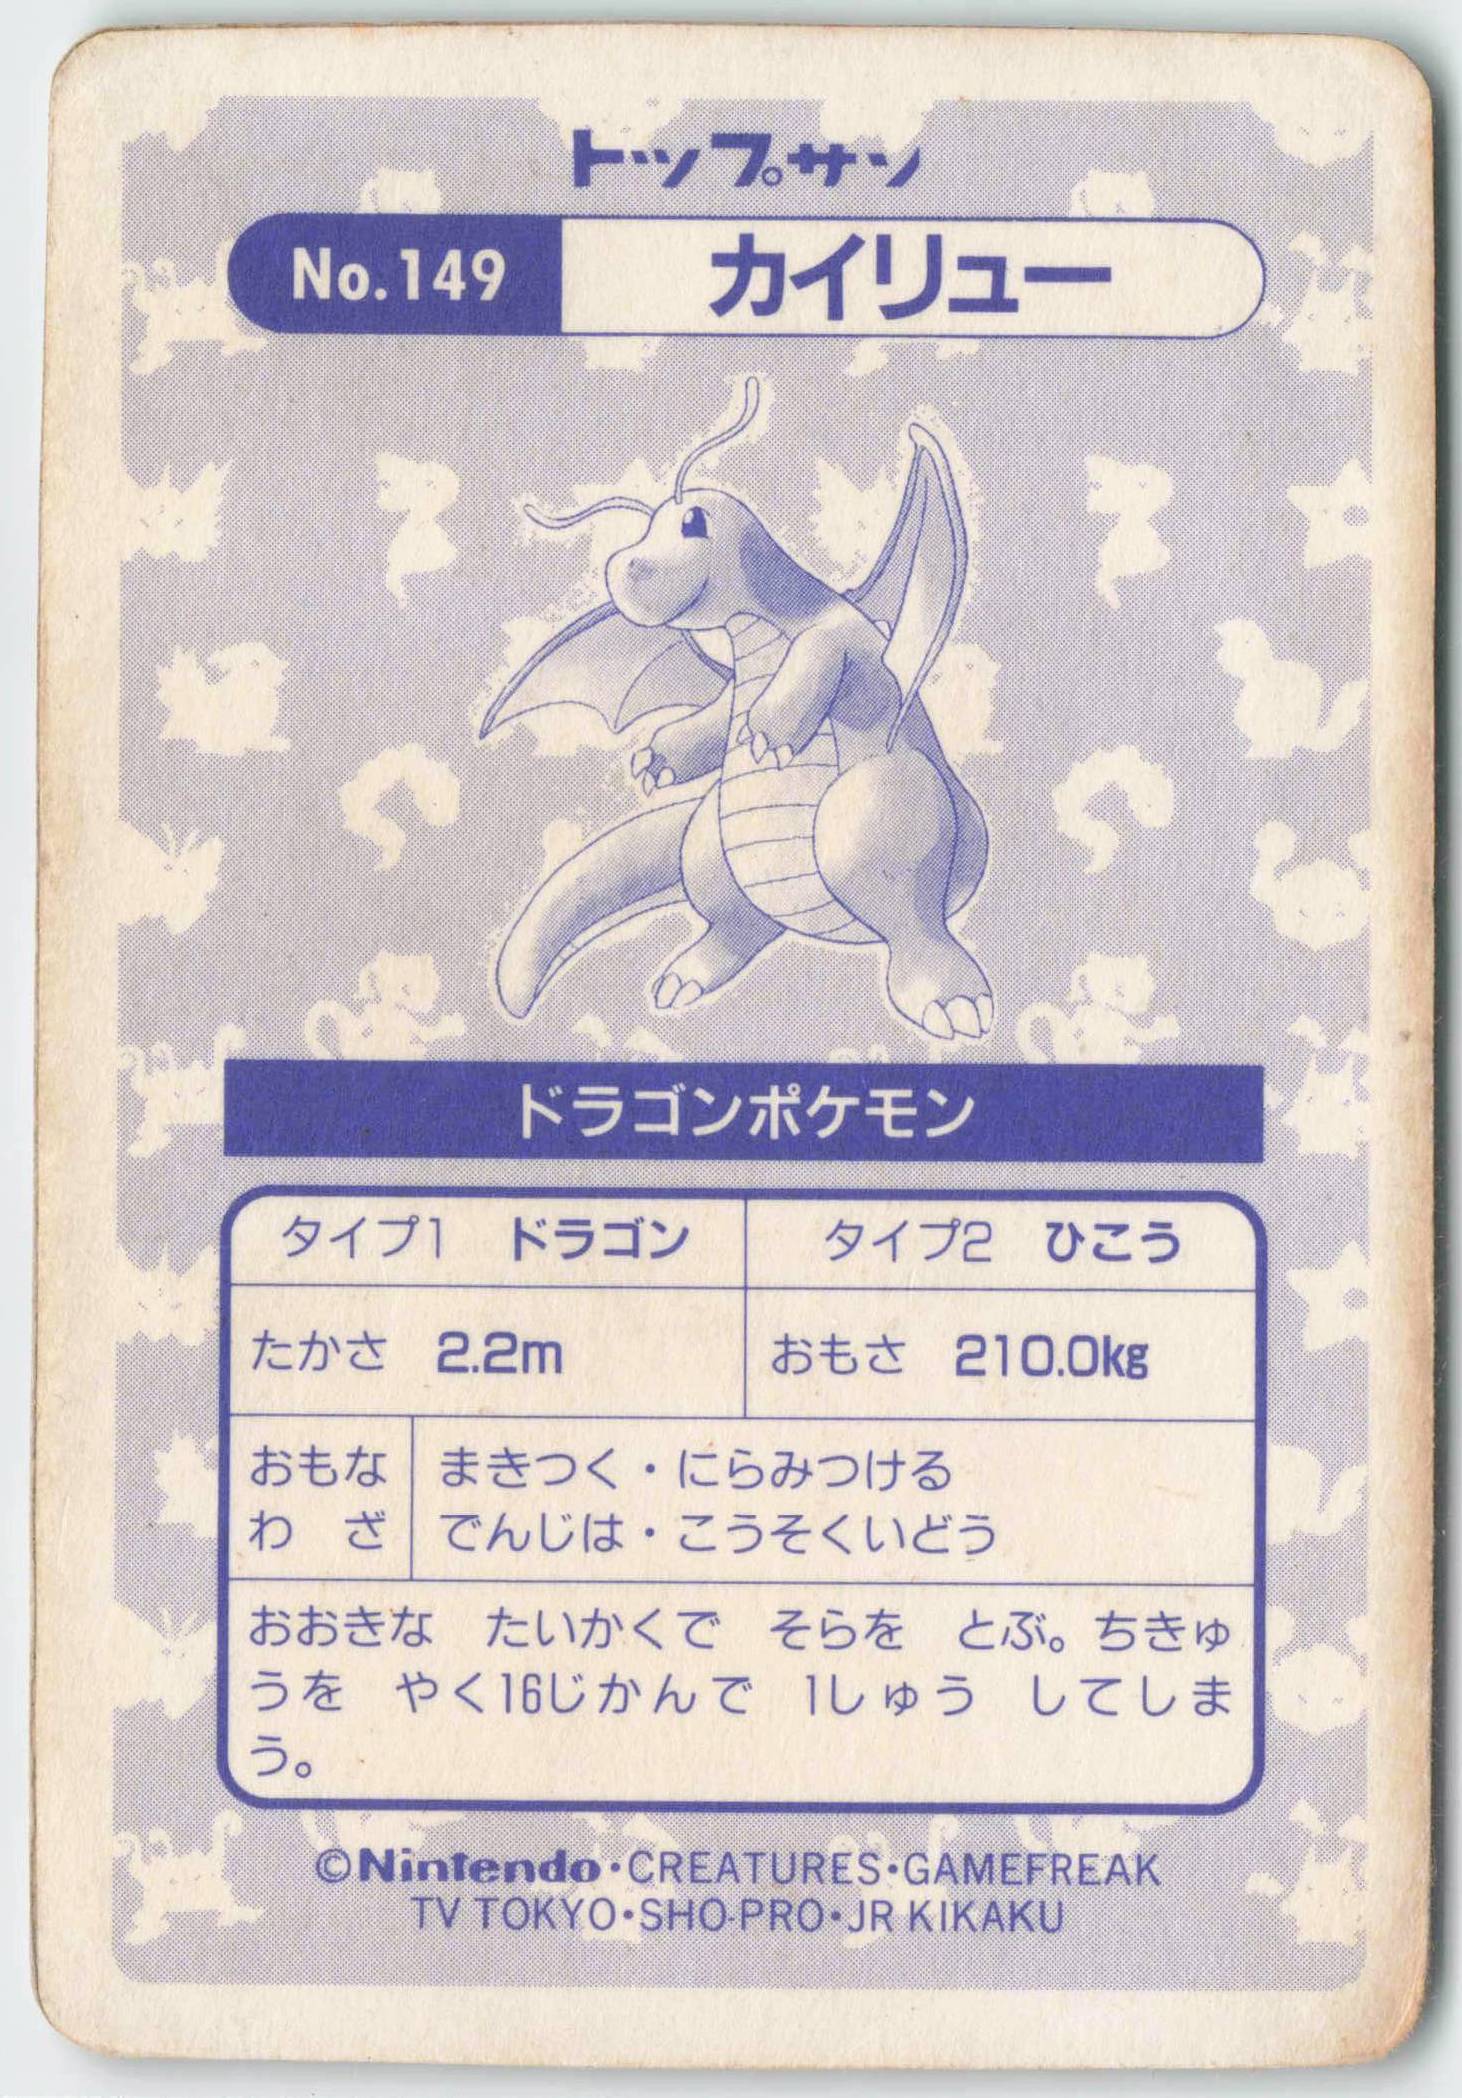 トップサン
No.149 カイリュー
ドラゴンポケモン
タイプ1 ドラゴン タイプ2 ひこう
たかさ 2.2m おもさ 210.0kg
おもな まきつく・にらみつける
わ ざ でんじは・こうそくいどう
おおきな たいかくで そらを とぶ。ちきゅ
うを やく16じかんで 1しゅう してしま
う。
©Nintendo・CREATURES・GAMEFREAK
TV TOKYO・SHO-PRO・JR KIKAKU